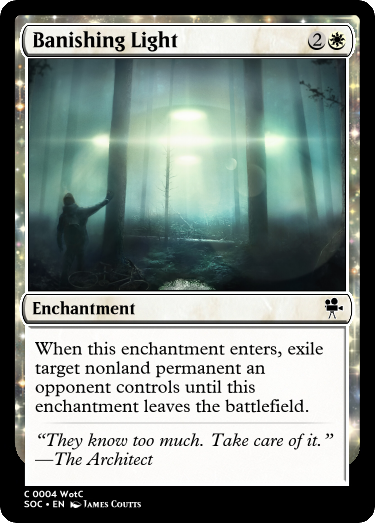 Banishing Light 2
Enchantment
When this enchantment enters, exile
target nonland permanent an
opponent controls until this
enchantment leaves the battlefield.
“They know too much. Take care of it.”
—The Architect
C 0004 WotC
SOC • EN James Coutts